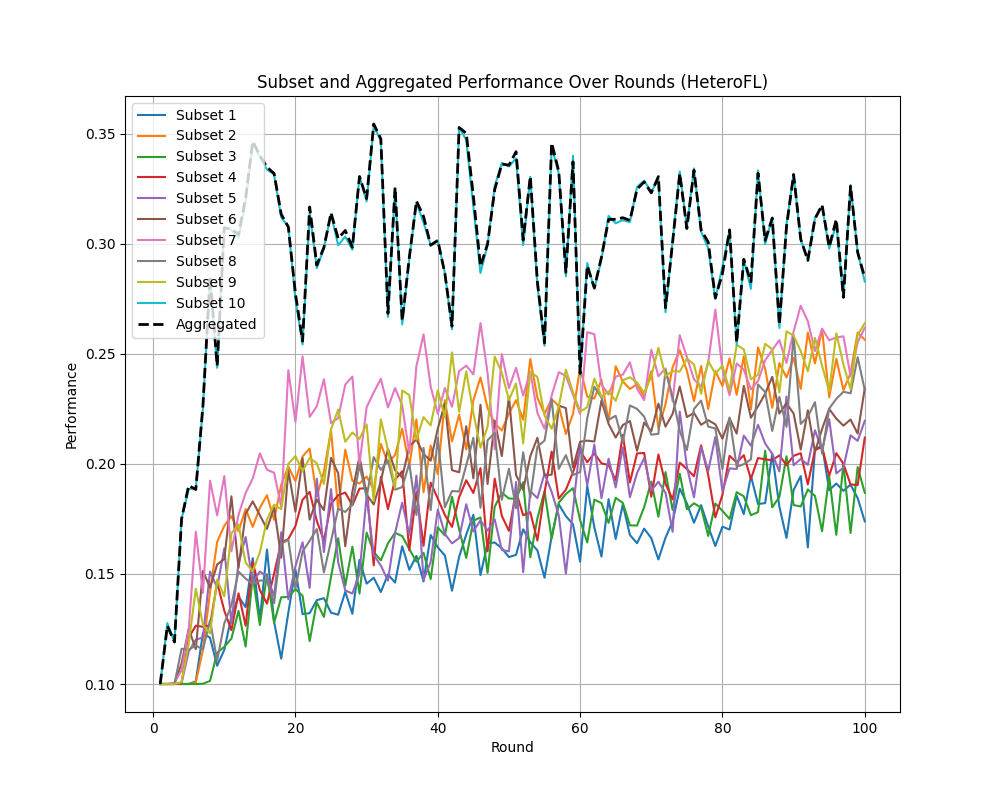 Subset and Aggregated Performance Over Rounds (HeteroFL)
Subset 1
Subset 2
Subset 3
Subset 4
Subset 5
Subset 6
Subset 7
Subset 8
Subset 9
Subset 10
Aggregated
0.35
0.30
0.25
0.20
0.15
0.10
Performance
0 20 40 60 80 100
Round